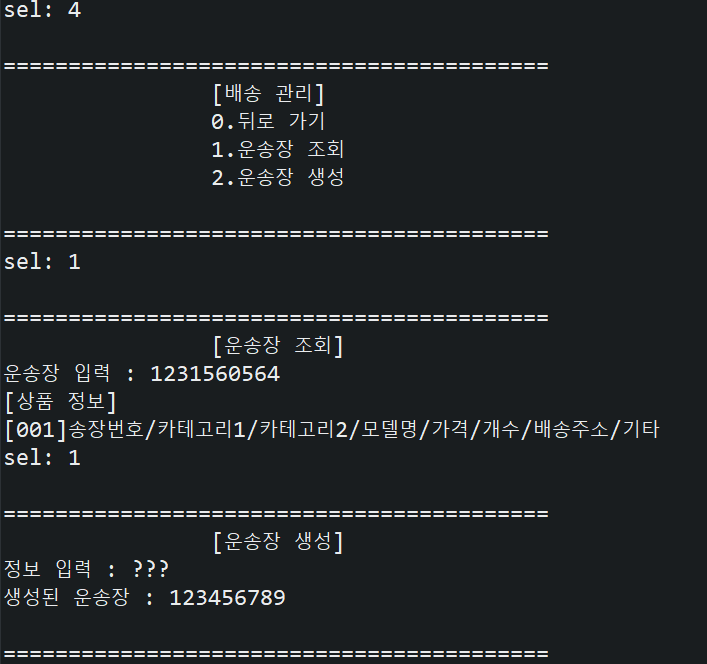 sel: 4
==========================================
[배송 관리]
0.뒤로 가기
1.운송장 조회
2.운송장 생성
==========================================
sel: 1
==========================================
[운송장 조회]
운송장 입력 : 1231560564
[상품 정보]
[001]송장번호/카테고리1/카테고리2/모델명/가격/개수/배송주소/기타
sel: 1
==========================================
[운송장 생성]
정보 입력 : ???
생성된 운송장 : 123456789
==========================================